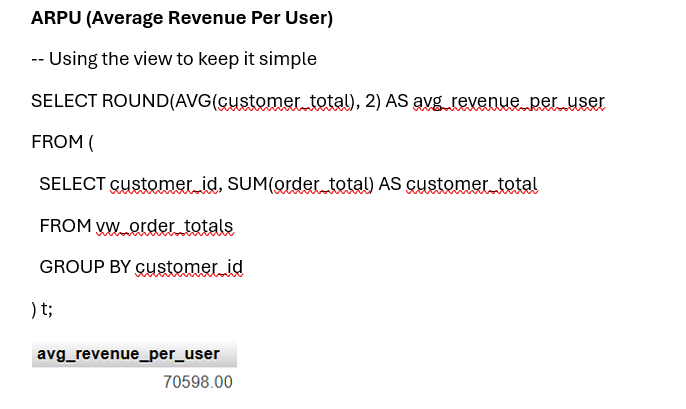 ARPU (Average Revenue Per User)
-- Using the view to keep it simple
SELECT ROUND(AVG(customer_total), 2) AS avg_revenue_per_user
FROM (
SELECT customer_id, SUM(order_total) AS customer_total
FROM vw_order_totals
GROUP BY customer_id
) t;
avg_revenue_per_user
70598.00